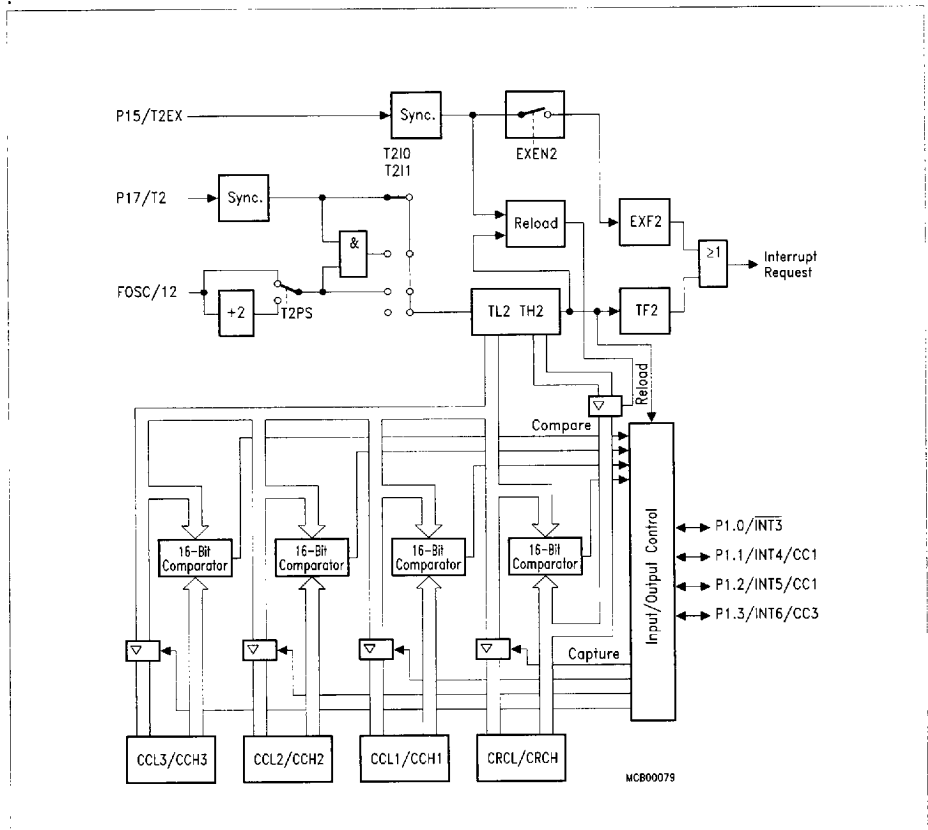 P15/T2EX
Sync.
EXEN2
T2I0
T2I1
P17/T2
Sync.
&
Reload
EXF2
≥1
Interrupt
Request
FOSC/12
T2PS
+2
TL2 TH2
TF2
Reload
Compare
16-Bit
Comparator
16-Bit
Comparator
16-Bit
Comparator
16-Bit
Comparator
Input/Output Control
P1.0/INT3
P1.1/INT4/CC1
P1.2/INT5/CC1
P1.3/INT6/CC3
Capture
CCL3/CCH3
CCL2/CCH2
CCL1/CCH1
CRCL/CRCH
MCB00079